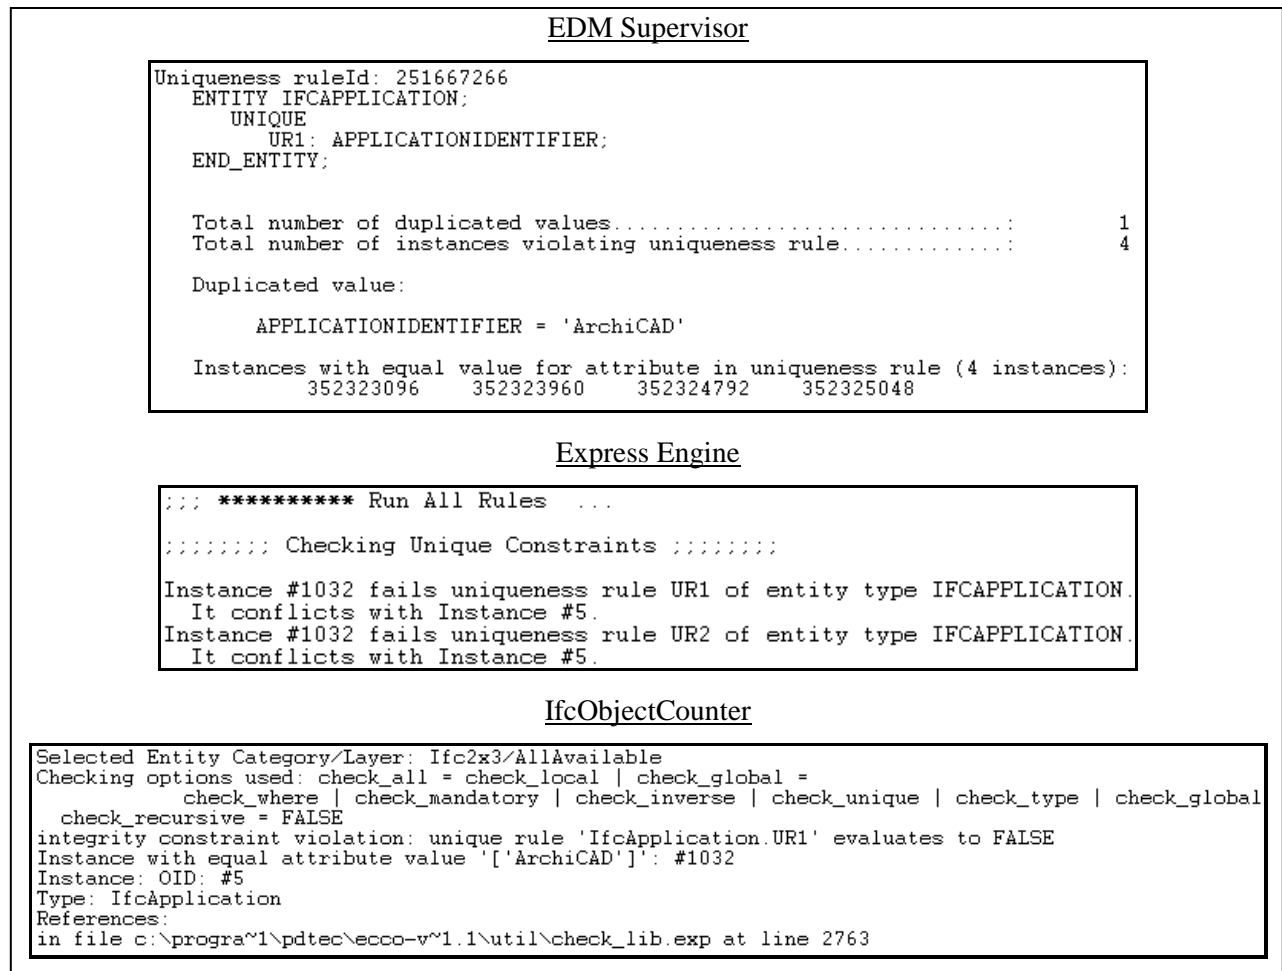 EDM Supervisor
Uniqueness ruleId: 251667266
   ENTITY IFCAPPLICATION;
      UNIQUE
         UR1: APPLICATIONIDENTIFIER;
   END_ENTITY;
   Total number of duplicated values...............................:        1
   Total number of instances violating uniqueness rule.............:        4
   Duplicated value:
        APPLICATIONIDENTIFIER = 'ArchiCAD'
   Instances with equal value for attribute in uniqueness rule (4 instances):
            352323096    352323960    352324792    352325048
Express Engine
;;; ********** Run All Rules  ...
;;;;;;;; Checking Unique Constraints ;;;;;;;;
Instance #1032 fails uniqueness rule UR1 of entity type IFCAPPLICATION.
  It conflicts with Instance #5.
Instance #1032 fails uniqueness rule UR2 of entity type IFCAPPLICATION.
  It conflicts with Instance #5.
IfcObjectCounter
Selected Entity Category/Layer: Ifc2x3/AllAvailable
Checking options used: check_all = check_local | check_global =
            check_where | check_mandatory | check_inverse | check_unique | check_type | check_global
  check_recursive = FALSE
integrity constraint violation: unique rule 'IfcApplication.UR1' evaluates to FALSE
Instance with equal attribute value '['ArchiCAD']': #1032
Instance: OID: #5
Type: IfcApplication
References:
in file c:\progra~1\pdtec\ecco-v~1.1\util\check_lib.exp at line 2763